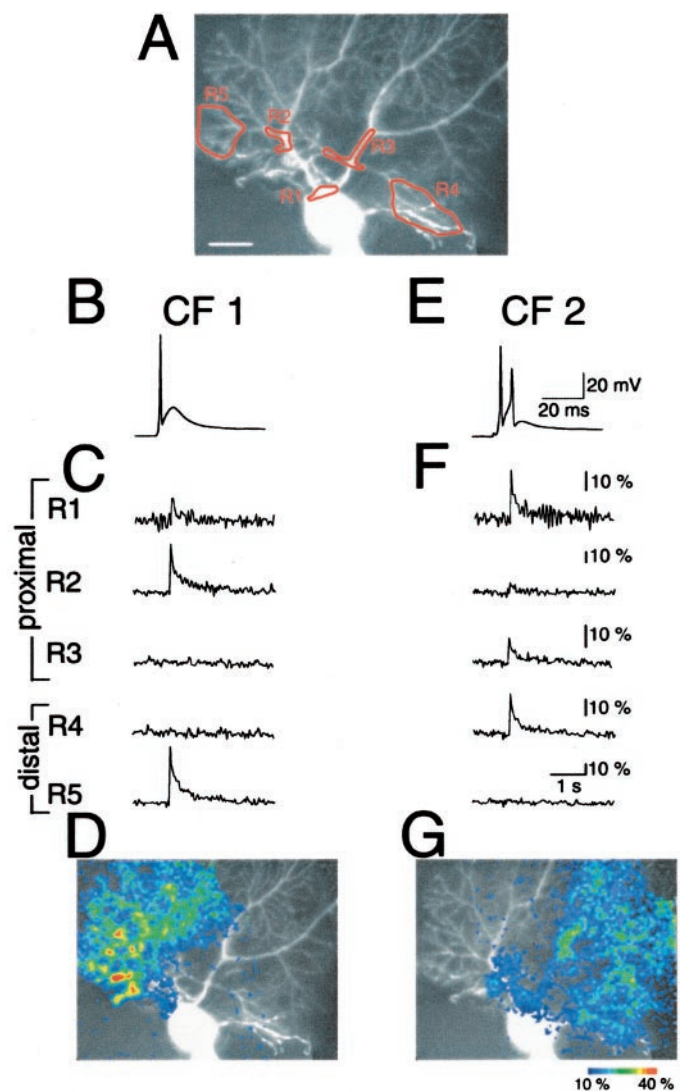 A
R5
R2
R3
R1
R4
B
CF 1
E
CF 2
20 mV
20 ms
C
F
proximal
R1
10 %
R2
10 %
R3
10 %
distal
R4
10 %
R5
10 %
1 s
D
G
10 %
40 %